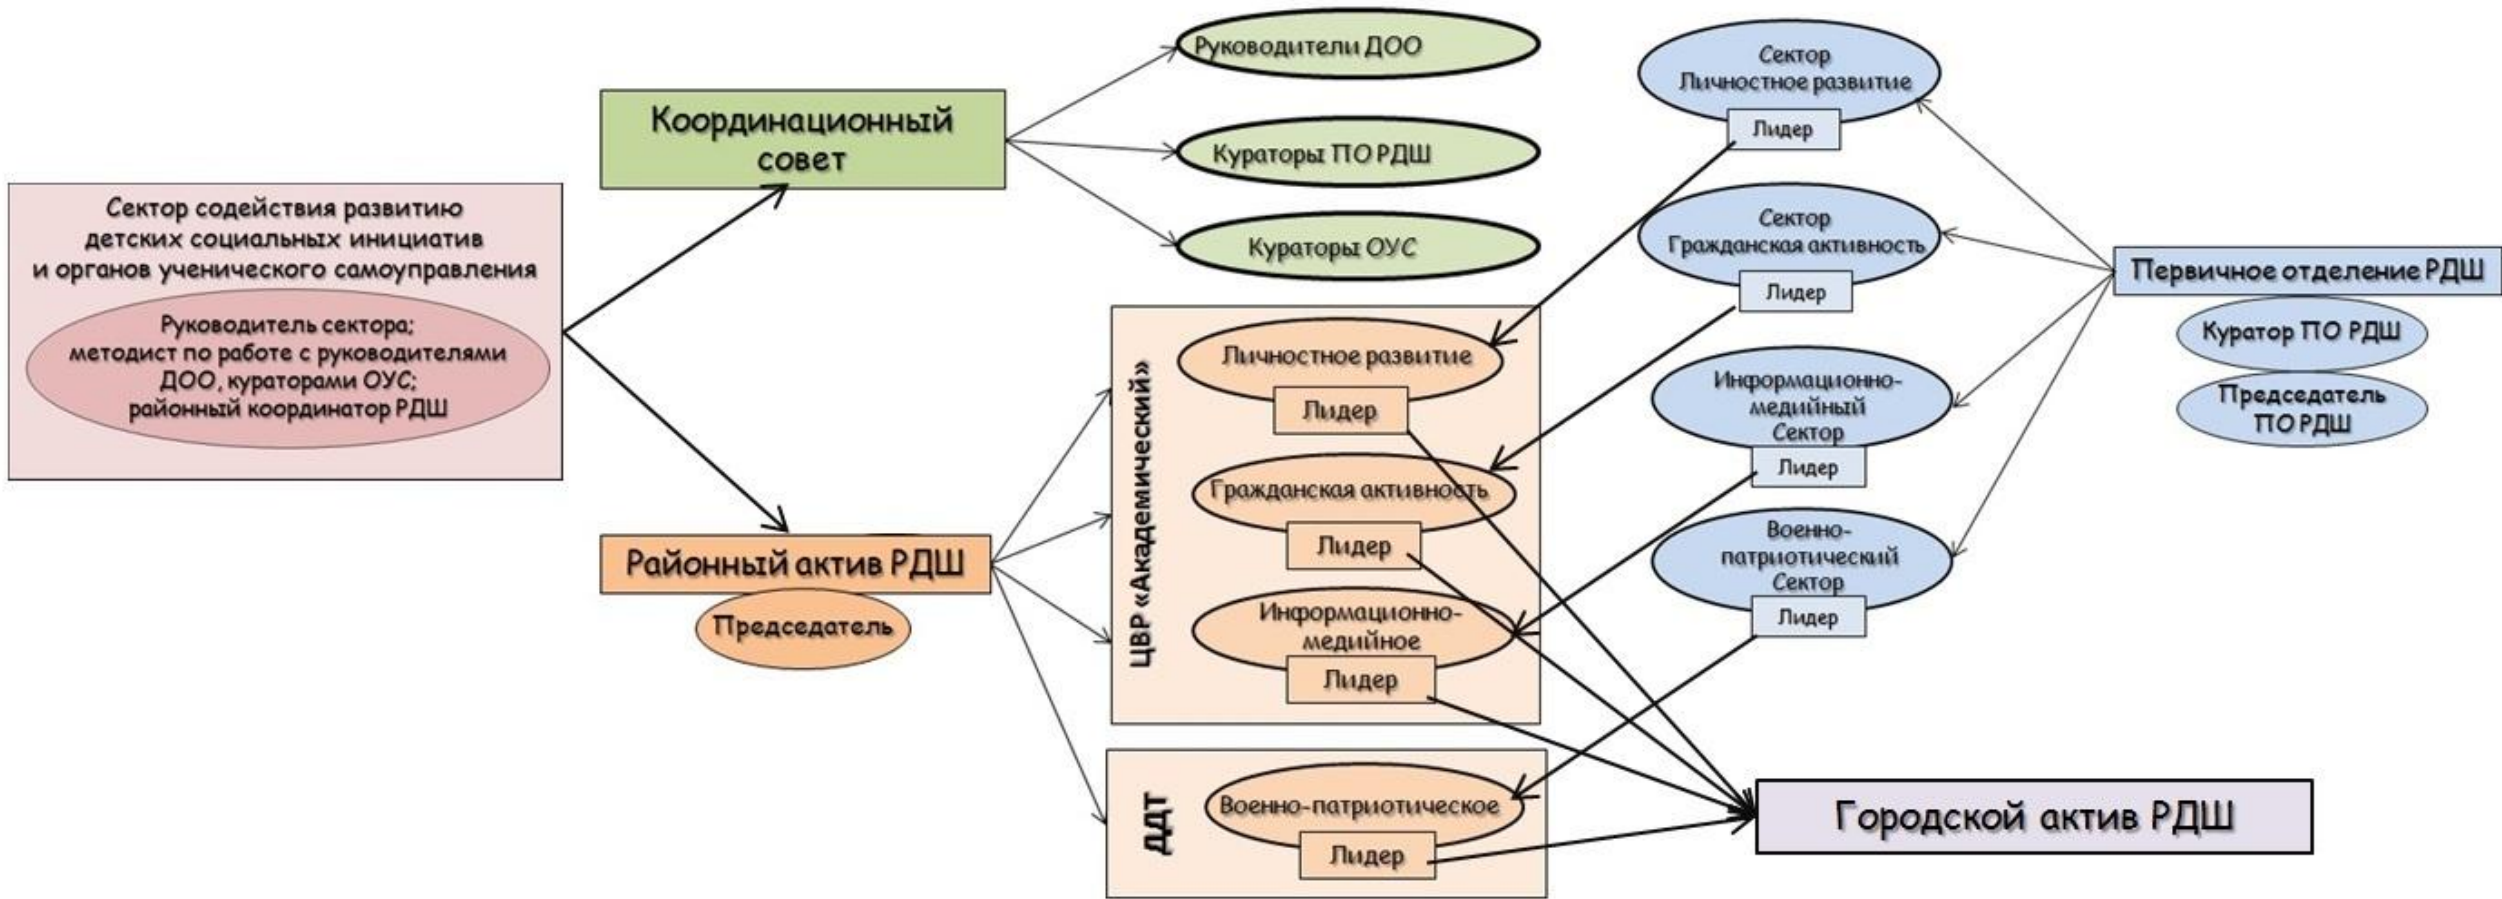 Сектор содействия развитию
детских социальных инициатив
и органов ученического самоуправления
Руководитель сектора;
методист по работе с руководителями
ДОО, кураторами ОУС;
районный координатор РДШ
Координационный
совет
Руководители ДОО
Кураторы ПО РДШ
Кураторы ОУС
Районный актив РДШ
Председатель
ЦВР «Академический»
Личностное развитие
Лидер
Гражданская активность
Лидер
Информационно-
медийное
Лидер
ДДТ
Военно-патриотическое
Лидер
Сектор
Личностное развитие
Лидер
Сектор
Гражданская активность
Лидер
Информационно-
медийный
Сектор
Лидер
Военно-
патриотический
Сектор
Лидер
Первичное отделение РДШ
Куратор ПО РДШ
Председатель
ПО РДШ
Городской актив РДШ